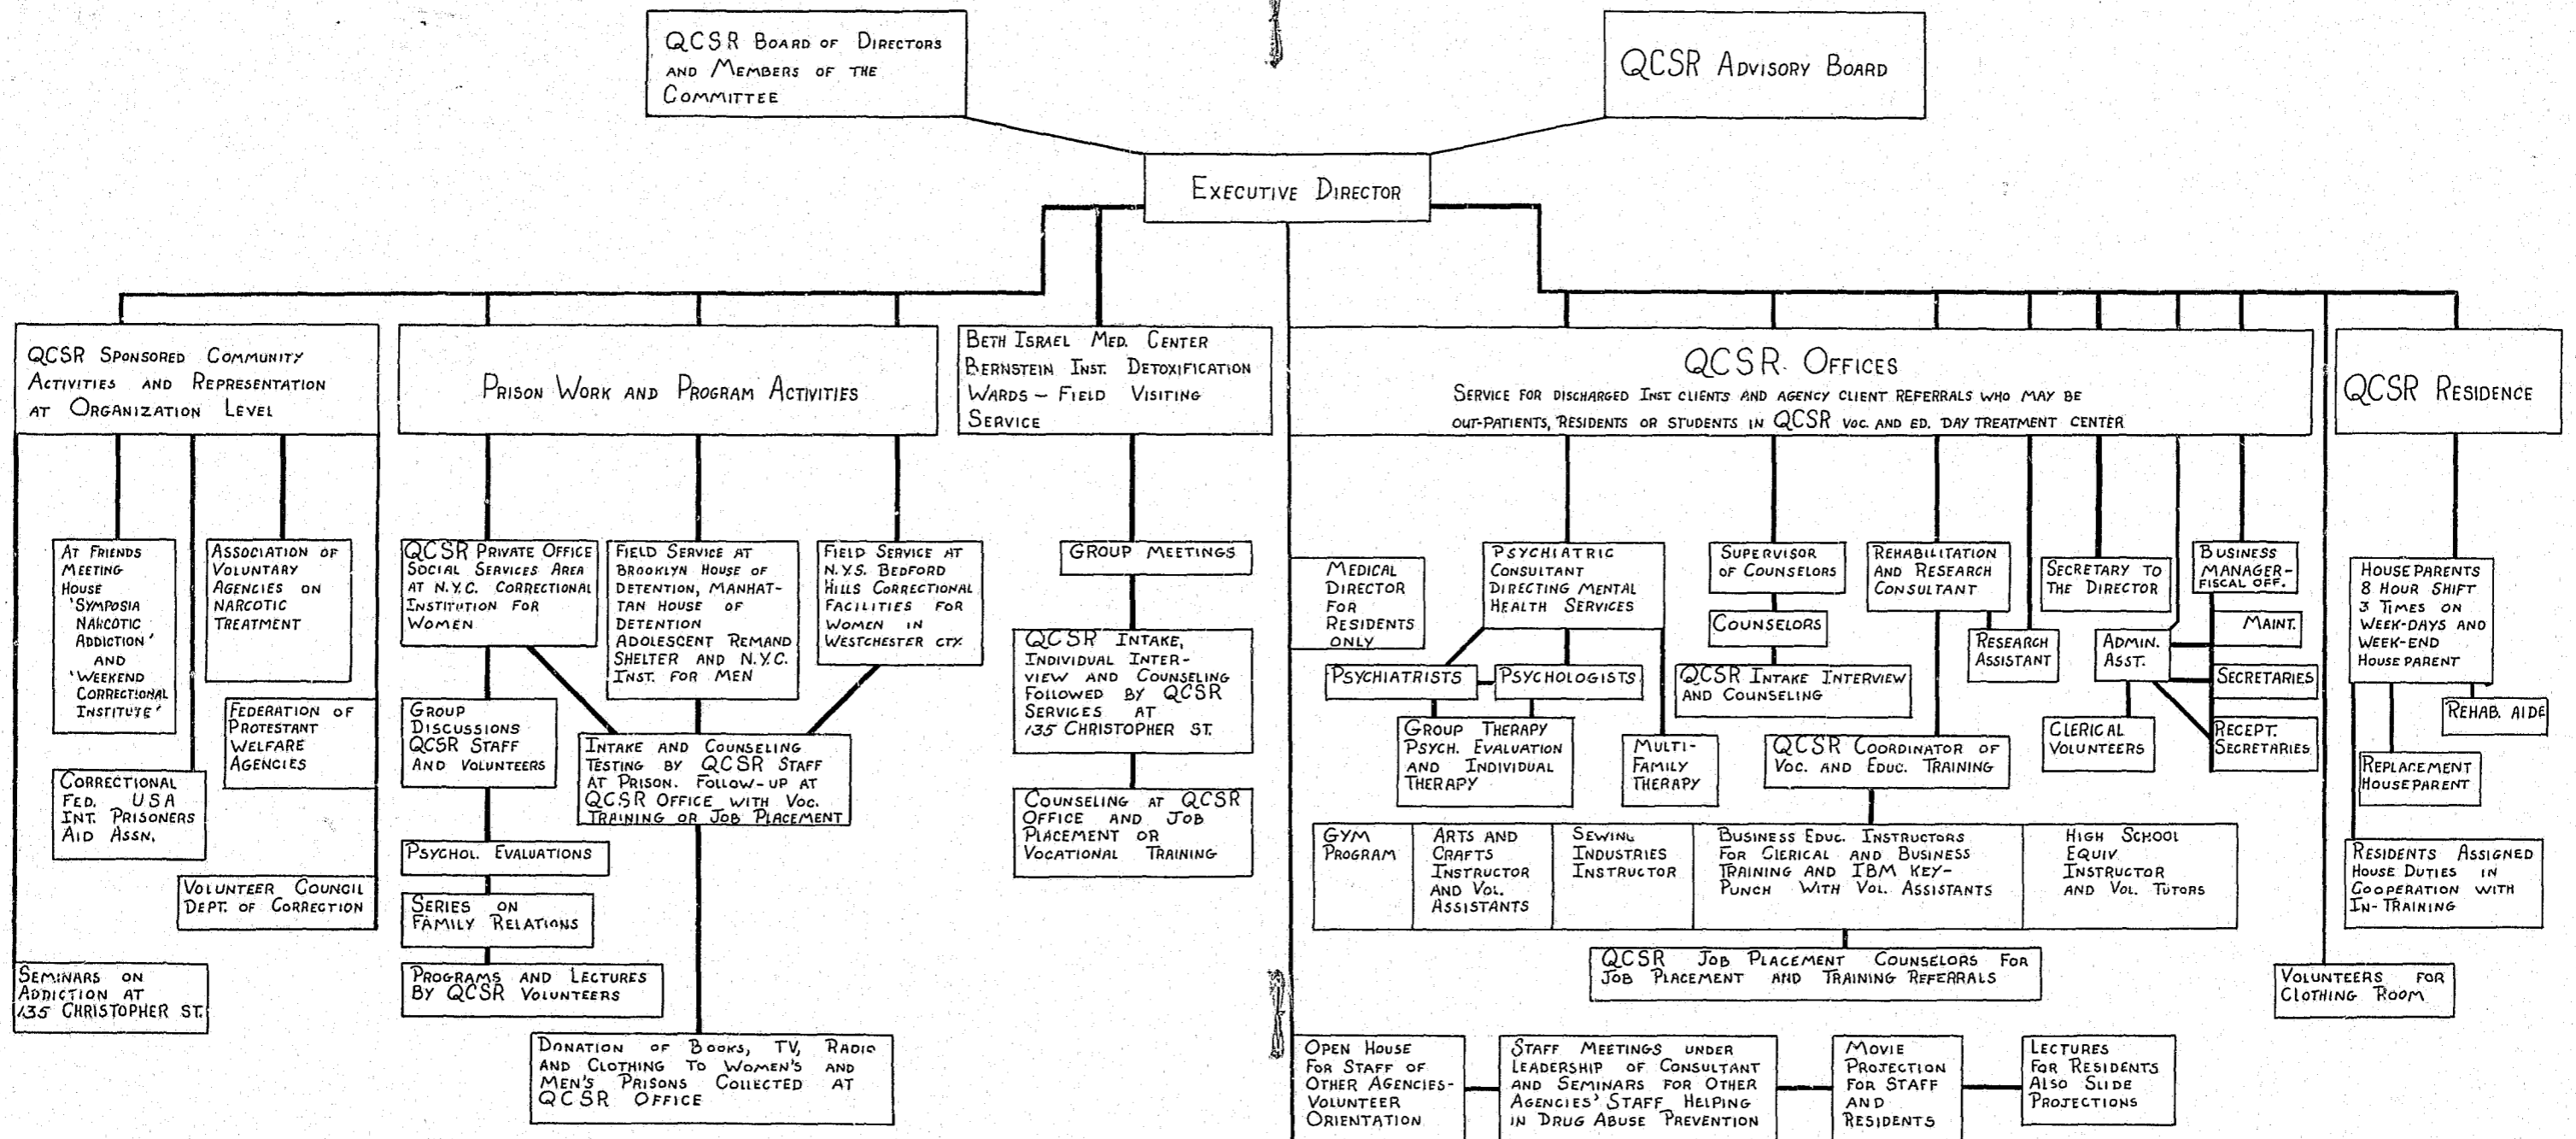 QCSR BOARD OF DIRECTORS
AND MEMBERS OF THE
COMMITTEE
QCSR ADVISORY BOARD
EXECUTIVE DIRECTOR
QCSR SPONSORED COMMUNITY
ACTIVITIES AND REPRESENTATION
AT ORGANIZATION LEVEL
PRISON WORK AND PROGRAM ACTIVITIES
BETH ISRAEL MED. CENTER
BERNSTEIN INST. DETOXIFICATION
WARDS - FIELD VISITING
SERVICE
QCSR OFFICES
SERVICE FOR DISCHARGED INST CLIENTS AND AGENCY CLIENT REFERRALS WHO MAY BE
OUT-PATIENTS, RESIDENTS OR STUDENTS IN QCSR VOC. AND ED. DAY TREATMENT CENTER
QCSR RESIDENCE
AT FRIENDS
MEETING
HOUSE
'SYMPOSIA
NARCOTIC
ADDICTION'
AND
'WEEKEND
CORRECTIONAL
INSTITUTE'
ASSOCIATION OF
VOLUNTARY
AGENCIES ON
NARCOTIC
TREATMENT
FEDERATION OF
PROTESTANT
WELFARE
AGENCIES
CORRECTIONAL
FED. USA
INT. PRISONERS
AID ASSN.
VOLUNTEER COUNCIL
DEPT. OF CORRECTION
SEMINARS ON
ADDICTION AT
135 CHRISTOPHER ST.
QCSR PRIVATE OFFICE
SOCIAL SERVICES AREA
AT N.Y.C. CORRECTIONAL
INSTITUTION FOR
WOMEN
FIELD SERVICE AT
BROOKLYN HOUSE OF
DETENTION, MANHAT-
TAN HOUSE OF
DETENTION
ADOLESCENT REMAND
SHELTER AND N.Y.C.
INST. FOR MEN
FIELD SERVICE AT
N.Y.S. BEDFORD
HILLS CORRECTIONAL
FACILITIES FOR
WOMEN IN
WESTCHESTER CTY.
GROUP
DISCUSSIONS
QCSR STAFF
AND VOLUNTEERS
INTAKE AND COUNSELING
TESTING BY QCSR STAFF
AT PRISON. FOLLOW-UP AT
QCSR OFFICE WITH VOC.
TRAINING OR JOB PLACEMENT
PSYCHOL. EVALUATIONS
SERIES ON
FAMILY RELATIONS
PROGRAMS AND LECTURES
BY QCSR VOLUNTEERS
DONATION OF BOOKS, TV, RADIO
AND CLOTHING TO WOMEN'S AND
MEN'S PRISONS COLLECTED AT
QCSR OFFICE
GROUP MEETINGS
QCSR INTAKE,
INDIVIDUAL INTER-
VIEW AND COUNSELING
FOLLOWED BY QCSR
SERVICES AT
135 CHRISTOPHER ST.
COUNSELING AT QCSR
OFFICE AND JOB
PLACEMENT OR
VOCATIONAL TRAINING
MEDICAL
DIRECTOR
FOR
RESIDENTS
ONLY
PSYCHIATRIC
CONSULTANT
DIRECTING MENTAL
HEALTH SERVICES
PSYCHIATRISTS
PSYCHOLOGISTS
GROUP THERAPY
PSYCH. EVALUATION
AND INDIVIDUAL
THERAPY
MULTI-
FAMILY
THERAPY
SUPERVISOR
OF COUNSELORS
COUNSELORS
QCSR INTAKE INTERVIEW
AND COUNSELING
REHABILITATION
AND RESEARCH
CONSULTANT
RESEARCH
ASSISTANT
QCSR COORDINATOR OF
VOC. AND EDUC. TRAINING
SECRETARY TO
THE DIRECTOR
ADMIN.
ASST.
CLERICAL
VOLUNTEERS
BUSINESS
MANAGER-
FISCAL OFF.
MAINT.
SECRETARIES
RECEPT.
SECRETARIES
GYM
PROGRAM
ARTS AND
CRAFTS
INSTRUCTOR
AND VOL.
ASSISTANTS
SEWING
INDUSTRIES
INSTRUCTOR
BUSINESS EDUC. INSTRUCTORS
FOR CLERICAL AND BUSINESS
TRAINING AND IBM KEY-
PUNCH WITH VOL. ASSISTANTS
HIGH SCHOOL
EQUIV
INSTRUCTOR
AND VOL. TUTORS
QCSR JOB PLACEMENT COUNSELORS FOR
JOB PLACEMENT AND TRAINING REFERRALS
OPEN HOUSE
FOR STAFF OF
OTHER AGENCIES-
VOLUNTEER
ORIENTATION
STAFF MEETINGS UNDER
LEADERSHIP OF CONSULTANT
AND SEMINARS FOR OTHER
AGENCIES' STAFF HELPING
IN DRUG ABUSE PREVENTION
MOVIE
PROJECTION
FOR STAFF
AND
RESIDENTS
LECTURES
FOR RESIDENTS
ALSO SLIDE
PROJECTIONS
HOUSEPARENTS
8 HOUR SHIFT
3 TIMES ON
WEEK-DAYS AND
WEEK-END
HOUSEPARENT
REHAB. AIDE
REPLACEMENT
HOUSEPARENT
RESIDENTS ASSIGNED
HOUSE DUTIES IN
COOPERATION WITH
IN-TRAINING
VOLUNTEERS FOR
CLOTHING ROOM